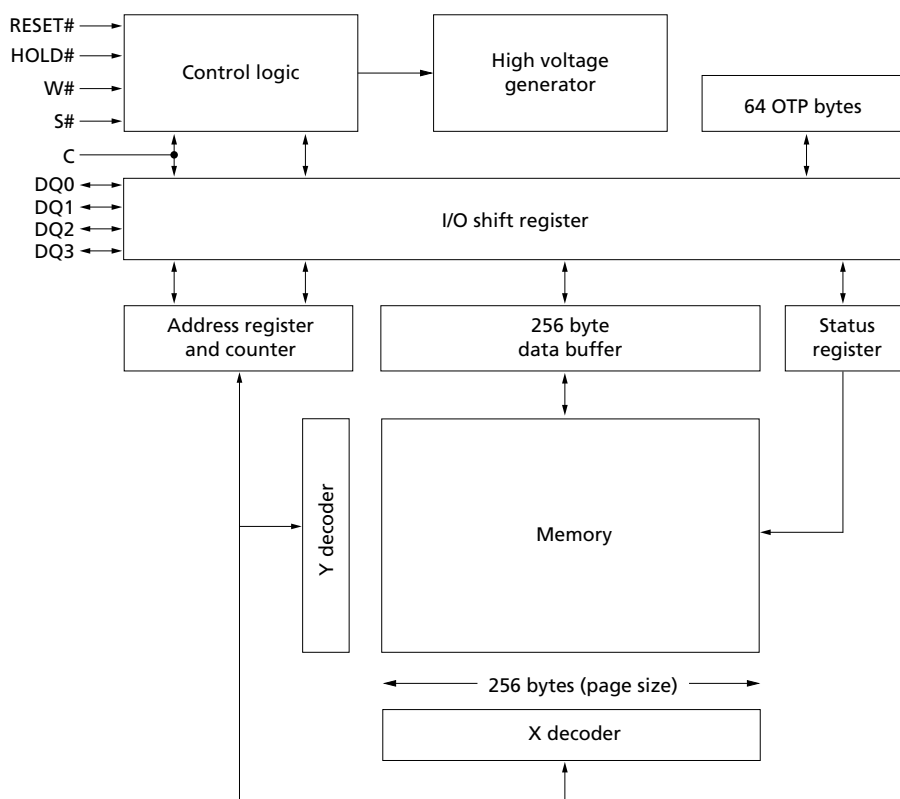 RESET#
HOLD#
W#
S#
C
DQ0
DQ1
DQ2
DQ3
Control logic
High voltage
generator
64 OTP bytes
I/O shift register
Address register
and counter
256 byte
data buffer
Status
register
Y decoder
Memory
256 bytes (page size)
X decoder